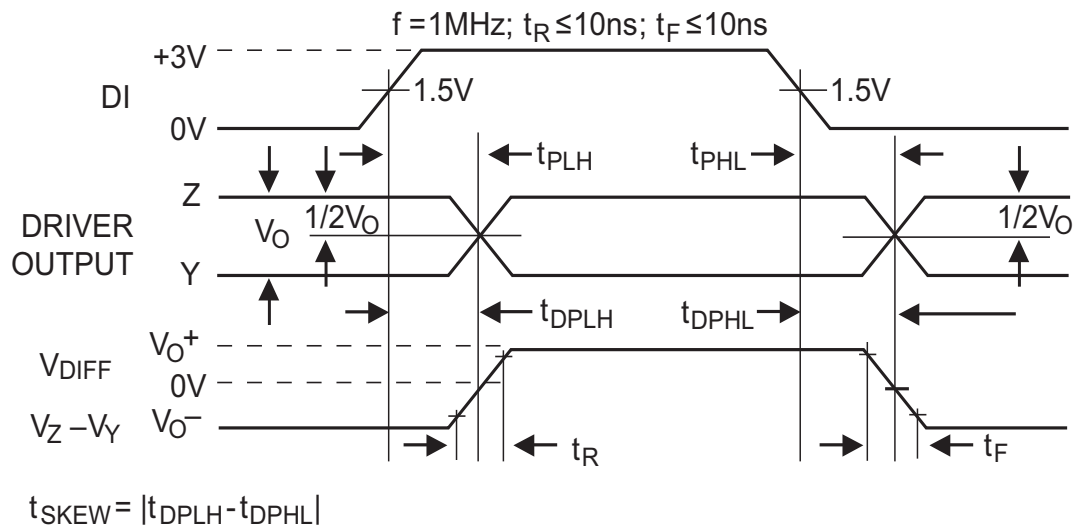 f = 1MHz; tR ≤ 10ns; tF ≤ 10ns
+3V
DI
1.5V
1.5V
0V
tPLH
tPHL
Z
DRIVER OUTPUT
VO
1/2VO
1/2VO
Y
tDPLH
tDPHL
VO+
VDIFF
0V
VZ – VY
VO–
tR
tF
tSKEW = |tDPLH - tDPHL|